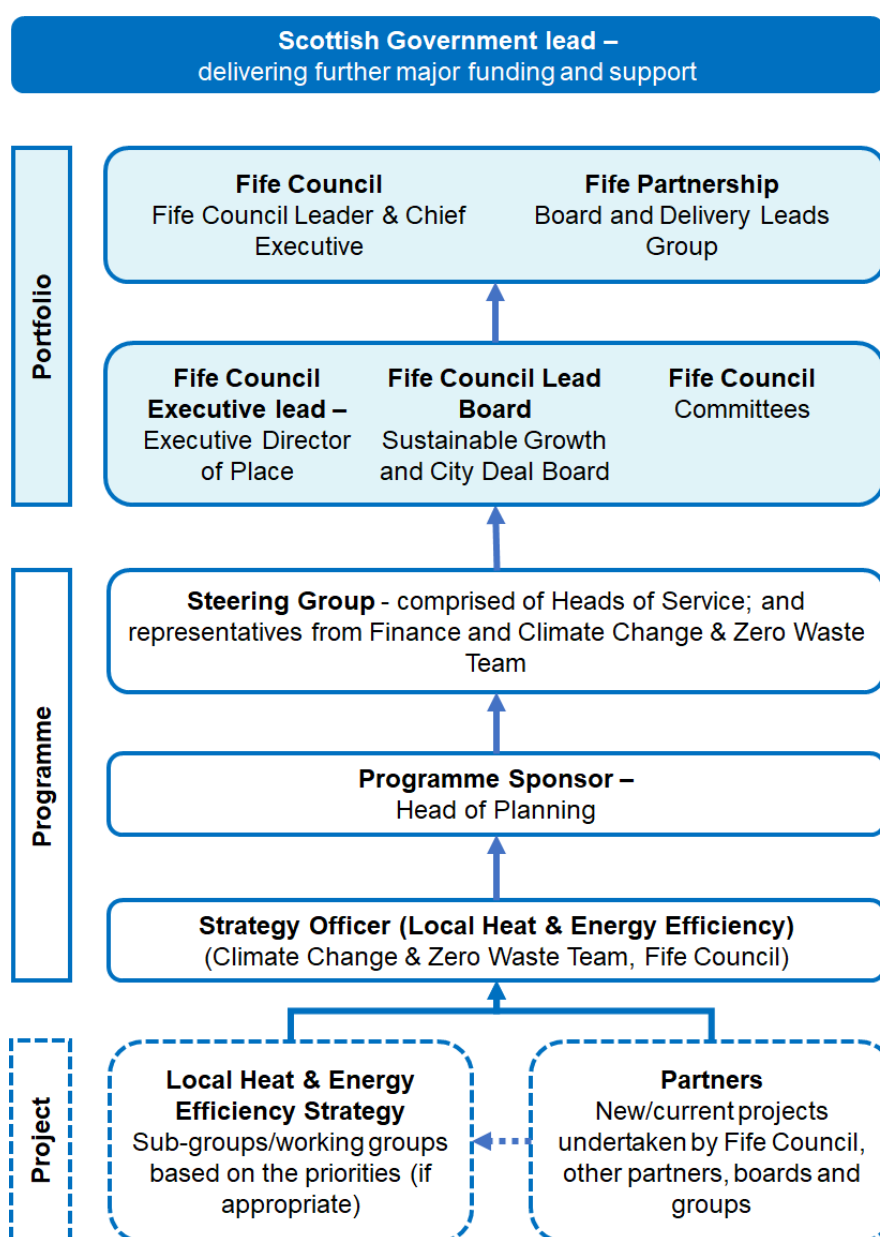 Scottish Government lead –
delivering further major funding and support
Portfolio
Fife Council
Fife Council Leader & Chief
Executive
Fife Partnership
Board and Delivery Leads
Group
Fife Council
Executive lead –
Executive Director
of Place
Fife Council Lead
Board
Sustainable Growth
and City Deal Board
Fife Council
Committees
Programme
Steering Group - comprised of Heads of Service; and
representatives from Finance and Climate Change & Zero Waste
Team
Programme Sponsor –
Head of Planning
Strategy Officer (Local Heat & Energy Efficiency)
(Climate Change & Zero Waste Team, Fife Council)
Project
Local Heat & Energy
Efficiency Strategy
Sub-groups/working groups
based on the priorities (if
appropriate)
Partners
New/current projects
undertaken by Fife Council,
other partners, boards and
groups